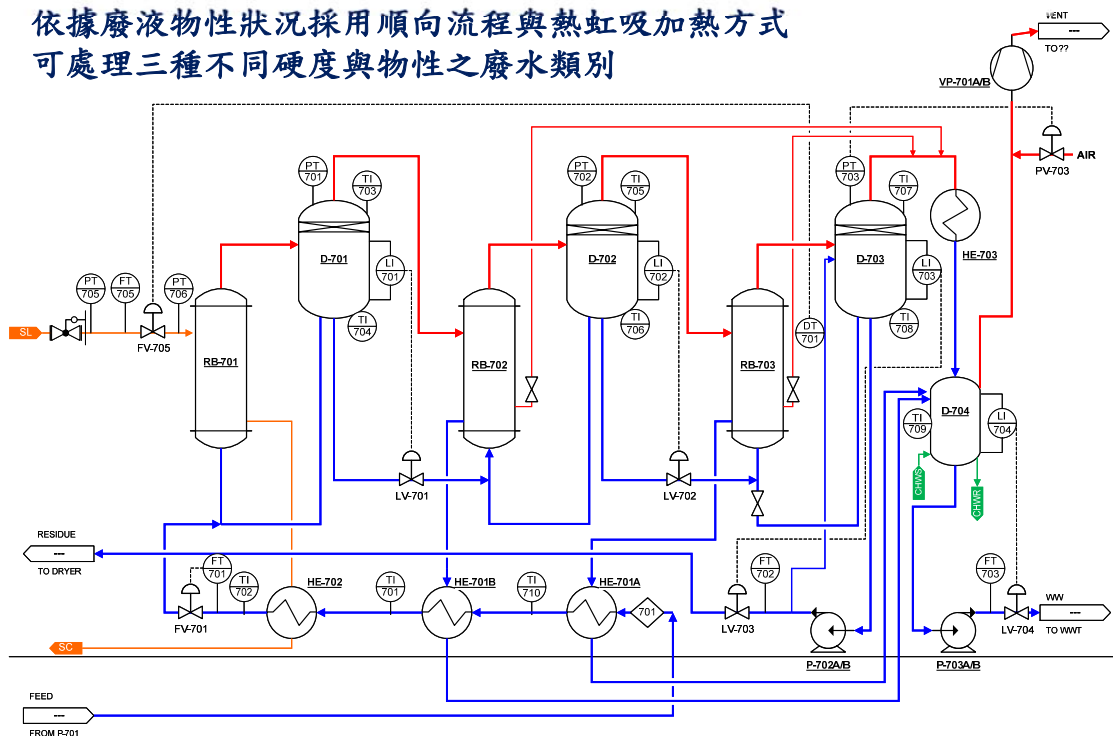 依據廢液物性狀況採用順向流程與熱虹吸加熱方式
可處理三種不同硬度與物性之廢水類別
VENT
---
TO??
VP-701A/B
AIR
PV-703
PT 701
TI 703
PT 702
TI 705
PT 703
TI 707
D-701
LI 701
D-702
LI 702
D-703
LI 703
HE-703
PT 705
FT 705
PT 706
SL
FV-705
TI 704
TI 706
DT 701
TI 708
RB-701
RB-702
RB-703
D-704
TI 709
LI 704
CHWS
CHWR
LV-701
LV-702
RESIDUE
---
TO DRYER
FT 701
TI 702
HE-702
TI 701
HE-701B
TI 710
HE-701A
701
FT 702
FT 703
WW
---
TO WWT
FV-701
LV-703
LV-704
SC
P-702A/B
P-703A/B
FEED
---
FROM P-701